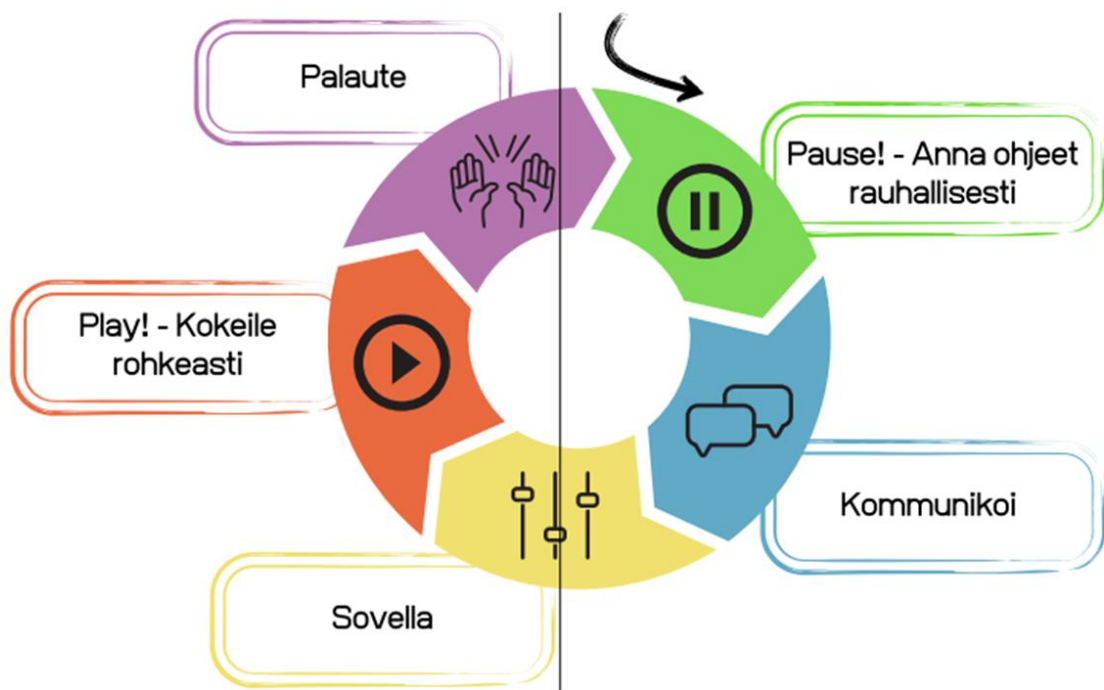 Palaute
Pause! - Anna ohjeet
rauhallisesti
Play! - Kokeile
rohkeasti
Kommunikoi
Sovella